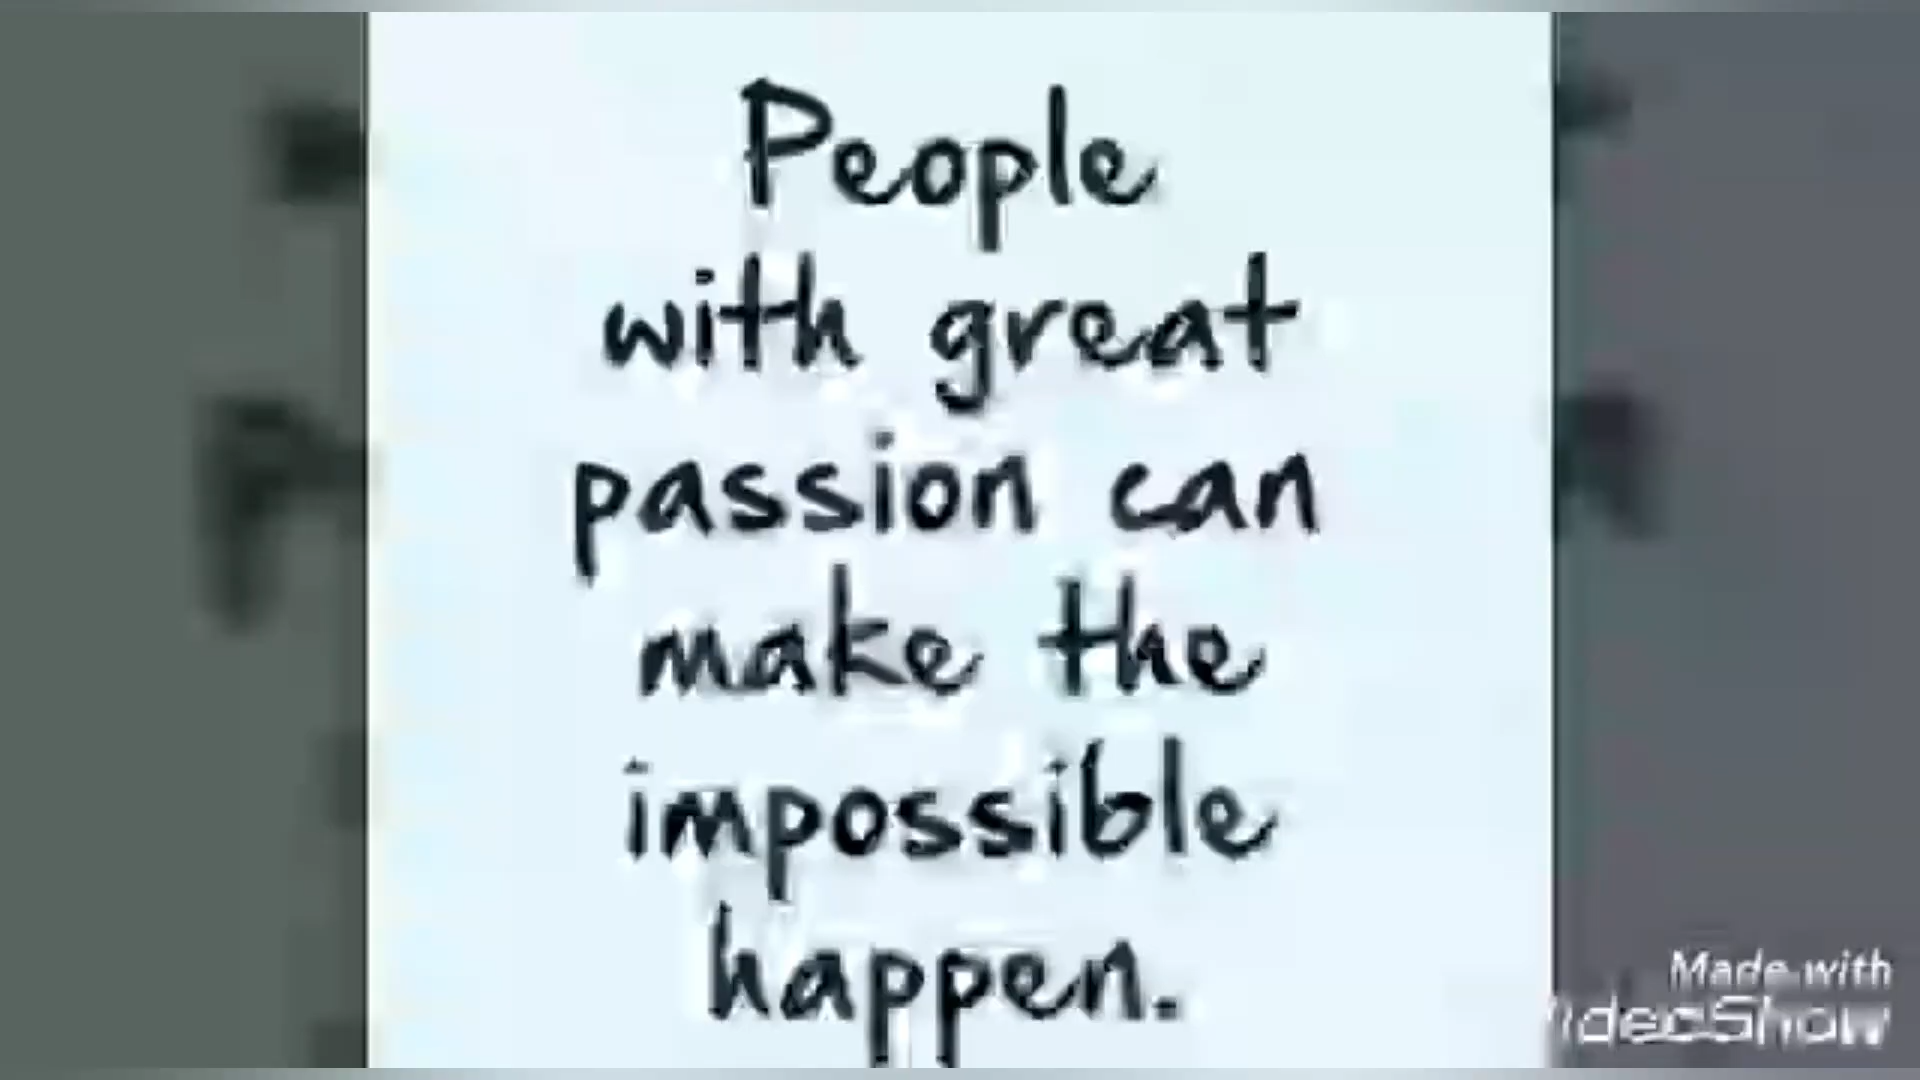 People
with great
passion can
make the
impossible
happen.
Made with
VideoShow